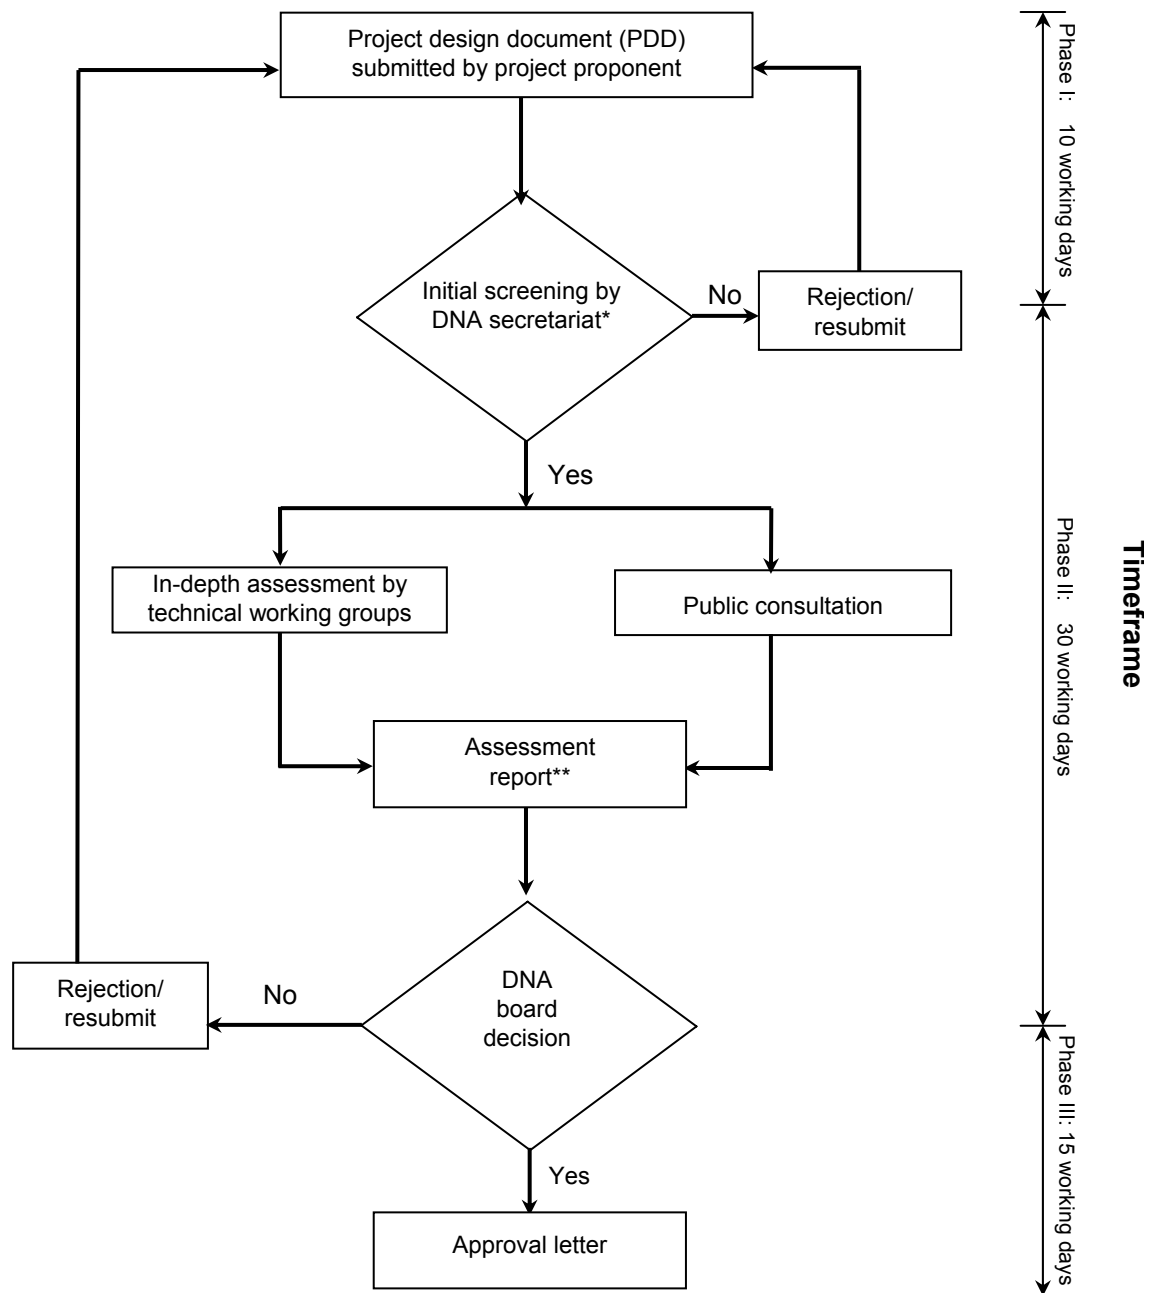 Project design document (PDD)
submitted by project proponent
Phase I: 10 working days
Initial screening by
DNA secretariat*
No
Rejection/
resubmit
Yes
In-depth assessment by
technical working groups
Public consultation
Phase II: 30 working days
Timeframe
Assessment
report**
DNA
board
decision
No
Rejection/
resubmit
Yes
Phase III: 15 working days
Approval letter